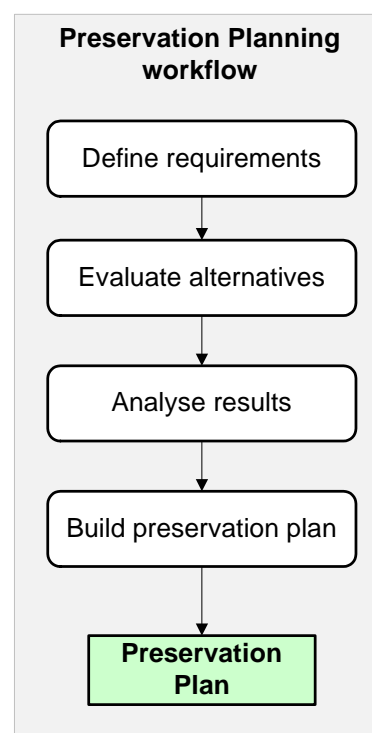 Preservation Planning
workflow
Define requirements
Evaluate alternatives
Analyse results
Build preservation plan
Preservation
Plan